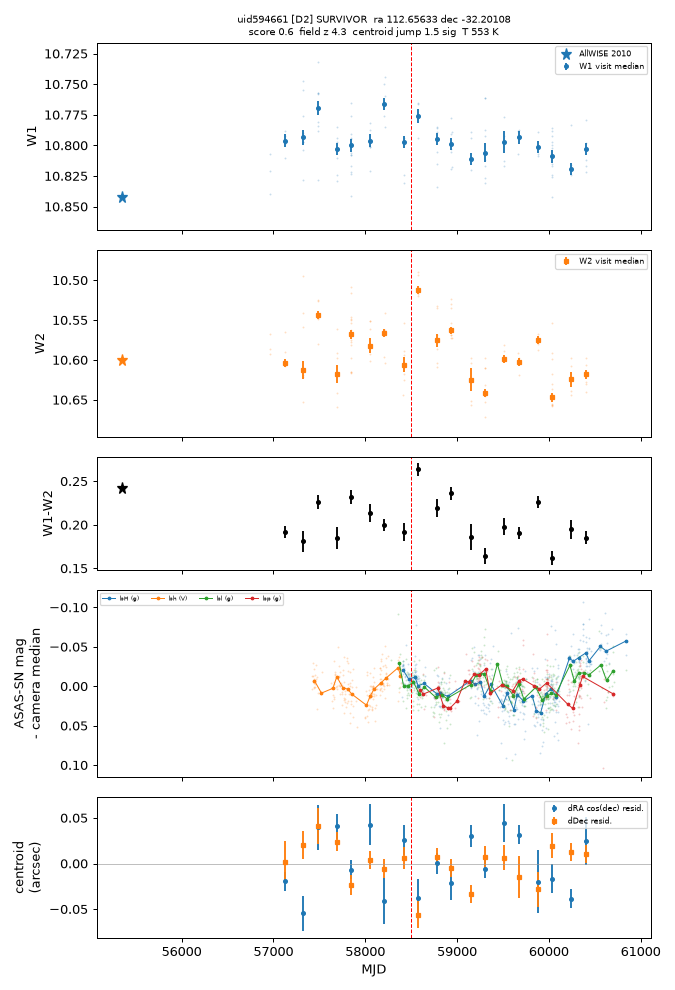 uid594661 [D2] SURVIVOR ra 112.65633 dec -32.20108
score 0.6 field z 4.3 centroid jump 1.5 sig T 553 K
10.725
10.750
10.775
10.800
10.825
10.850
W1
AllWISE 2010
W1 visit median
10.50
10.55
10.60
10.65
W2
W2 visit median
0.25
0.20
0.15
W1-W2
−0.10
−0.05
0.00
0.05
0.10
ASAS-SN mag
- camera median
bH (g)
bh (V)
bl (g)
bp (g)
0.05
0.00
−0.05
centroid
(arcsec)
dRA cos(dec) resid.
dDec resid.
56000
57000
58000
59000
60000
61000
MJD